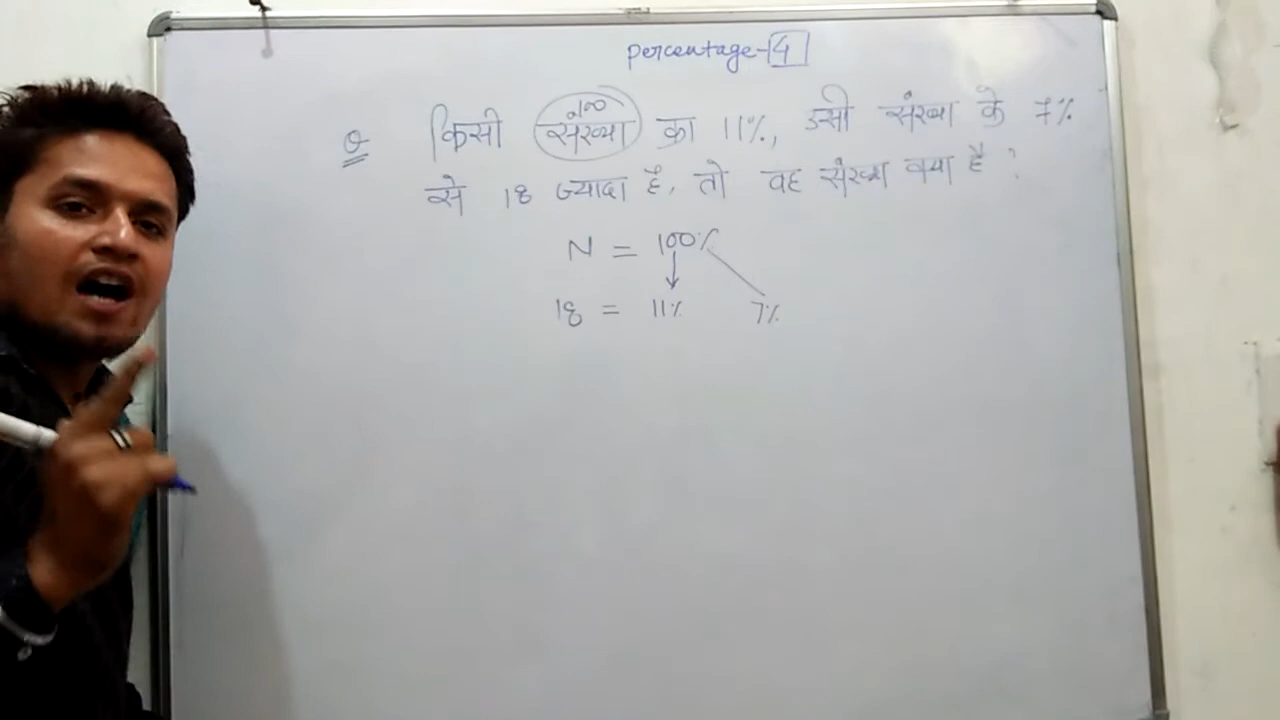 Percentage-4
Q किसी संख्या का 11%, उसी संख्या के 7%
से 18 ज्यादा है, तो वह संख्या क्या है ?
N = 100%
18 = 11% 7%